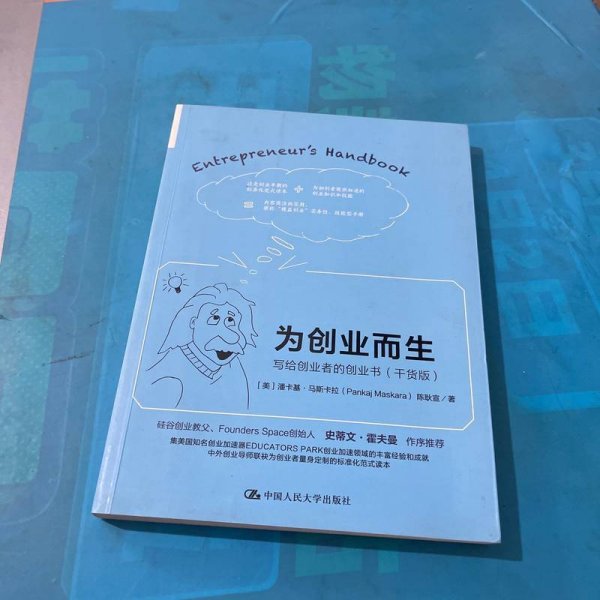 Entrepreneur's Handbook
为创业而生
写给创业者的创业书（干货版）
［美］潘卡基·马斯卡拉（Pankaj Maskara） 陈耿宣／著
硅谷创业教父、Founders Space创始人 史蒂文·霍夫曼 作序推荐
集美国知名创业加速器EDUCATORS PARK创业加速领域的丰富经验和成就
中外创业导师联袂为创业者量身定制的标准化范式读本
中国人民大学出版社